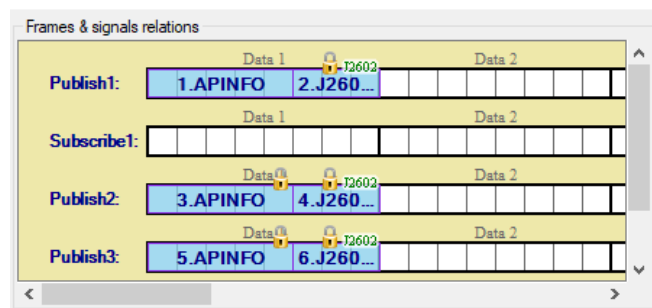 Frames & signals relations
Data 1 J2602 Data 2
Publish1: 1.APINFO 2.J260...
Data 1 Data 2
Subscribe1:
Data J2602 Data 2
Publish2: 3.APINFO 4.J260...
Data J2602 Data 2
Publish3: 5.APINFO 6.J260...